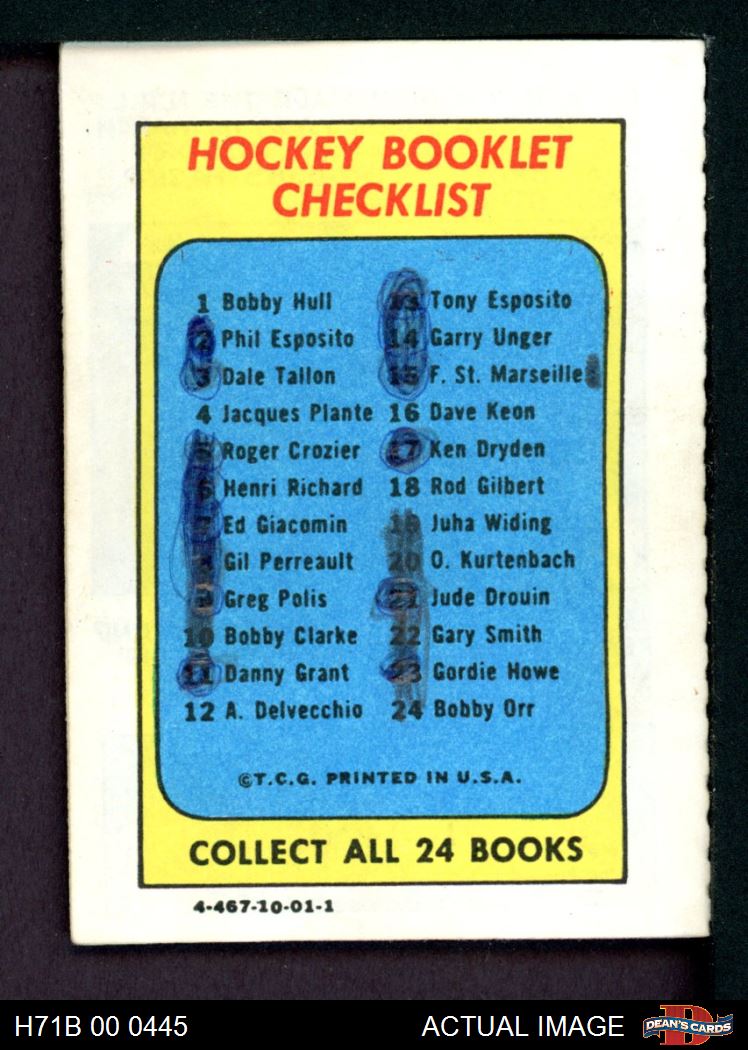 HOCKEY BOOKLET
CHECKLIST
1 Bobby Hull
2 Phil Esposito
3 Dale Tallon
4 Jacques Plante
5 Roger Crozier
6 Henri Richard
7 Ed Giacomin
8 Gil Perreault
9 Greg Polis
10 Bobby Clarke
11 Danny Grant
12 A. Delvecchio
13 Tony Esposito
14 Garry Unger
15 F. St. Marseille
16 Dave Keon
17 Ken Dryden
18 Rod Gilbert
19 Juha Widing
20 O. Kurtenbach
21 Jude Drouin
22 Gary Smith
23 Gordie Howe
24 Bobby Orr
©T.C.G. PRINTED IN U.S.A.
COLLECT ALL 24 BOOKS
4-467-10-01-1
H71B 00 0445
ACTUAL IMAGE
DEAN'S CARDS